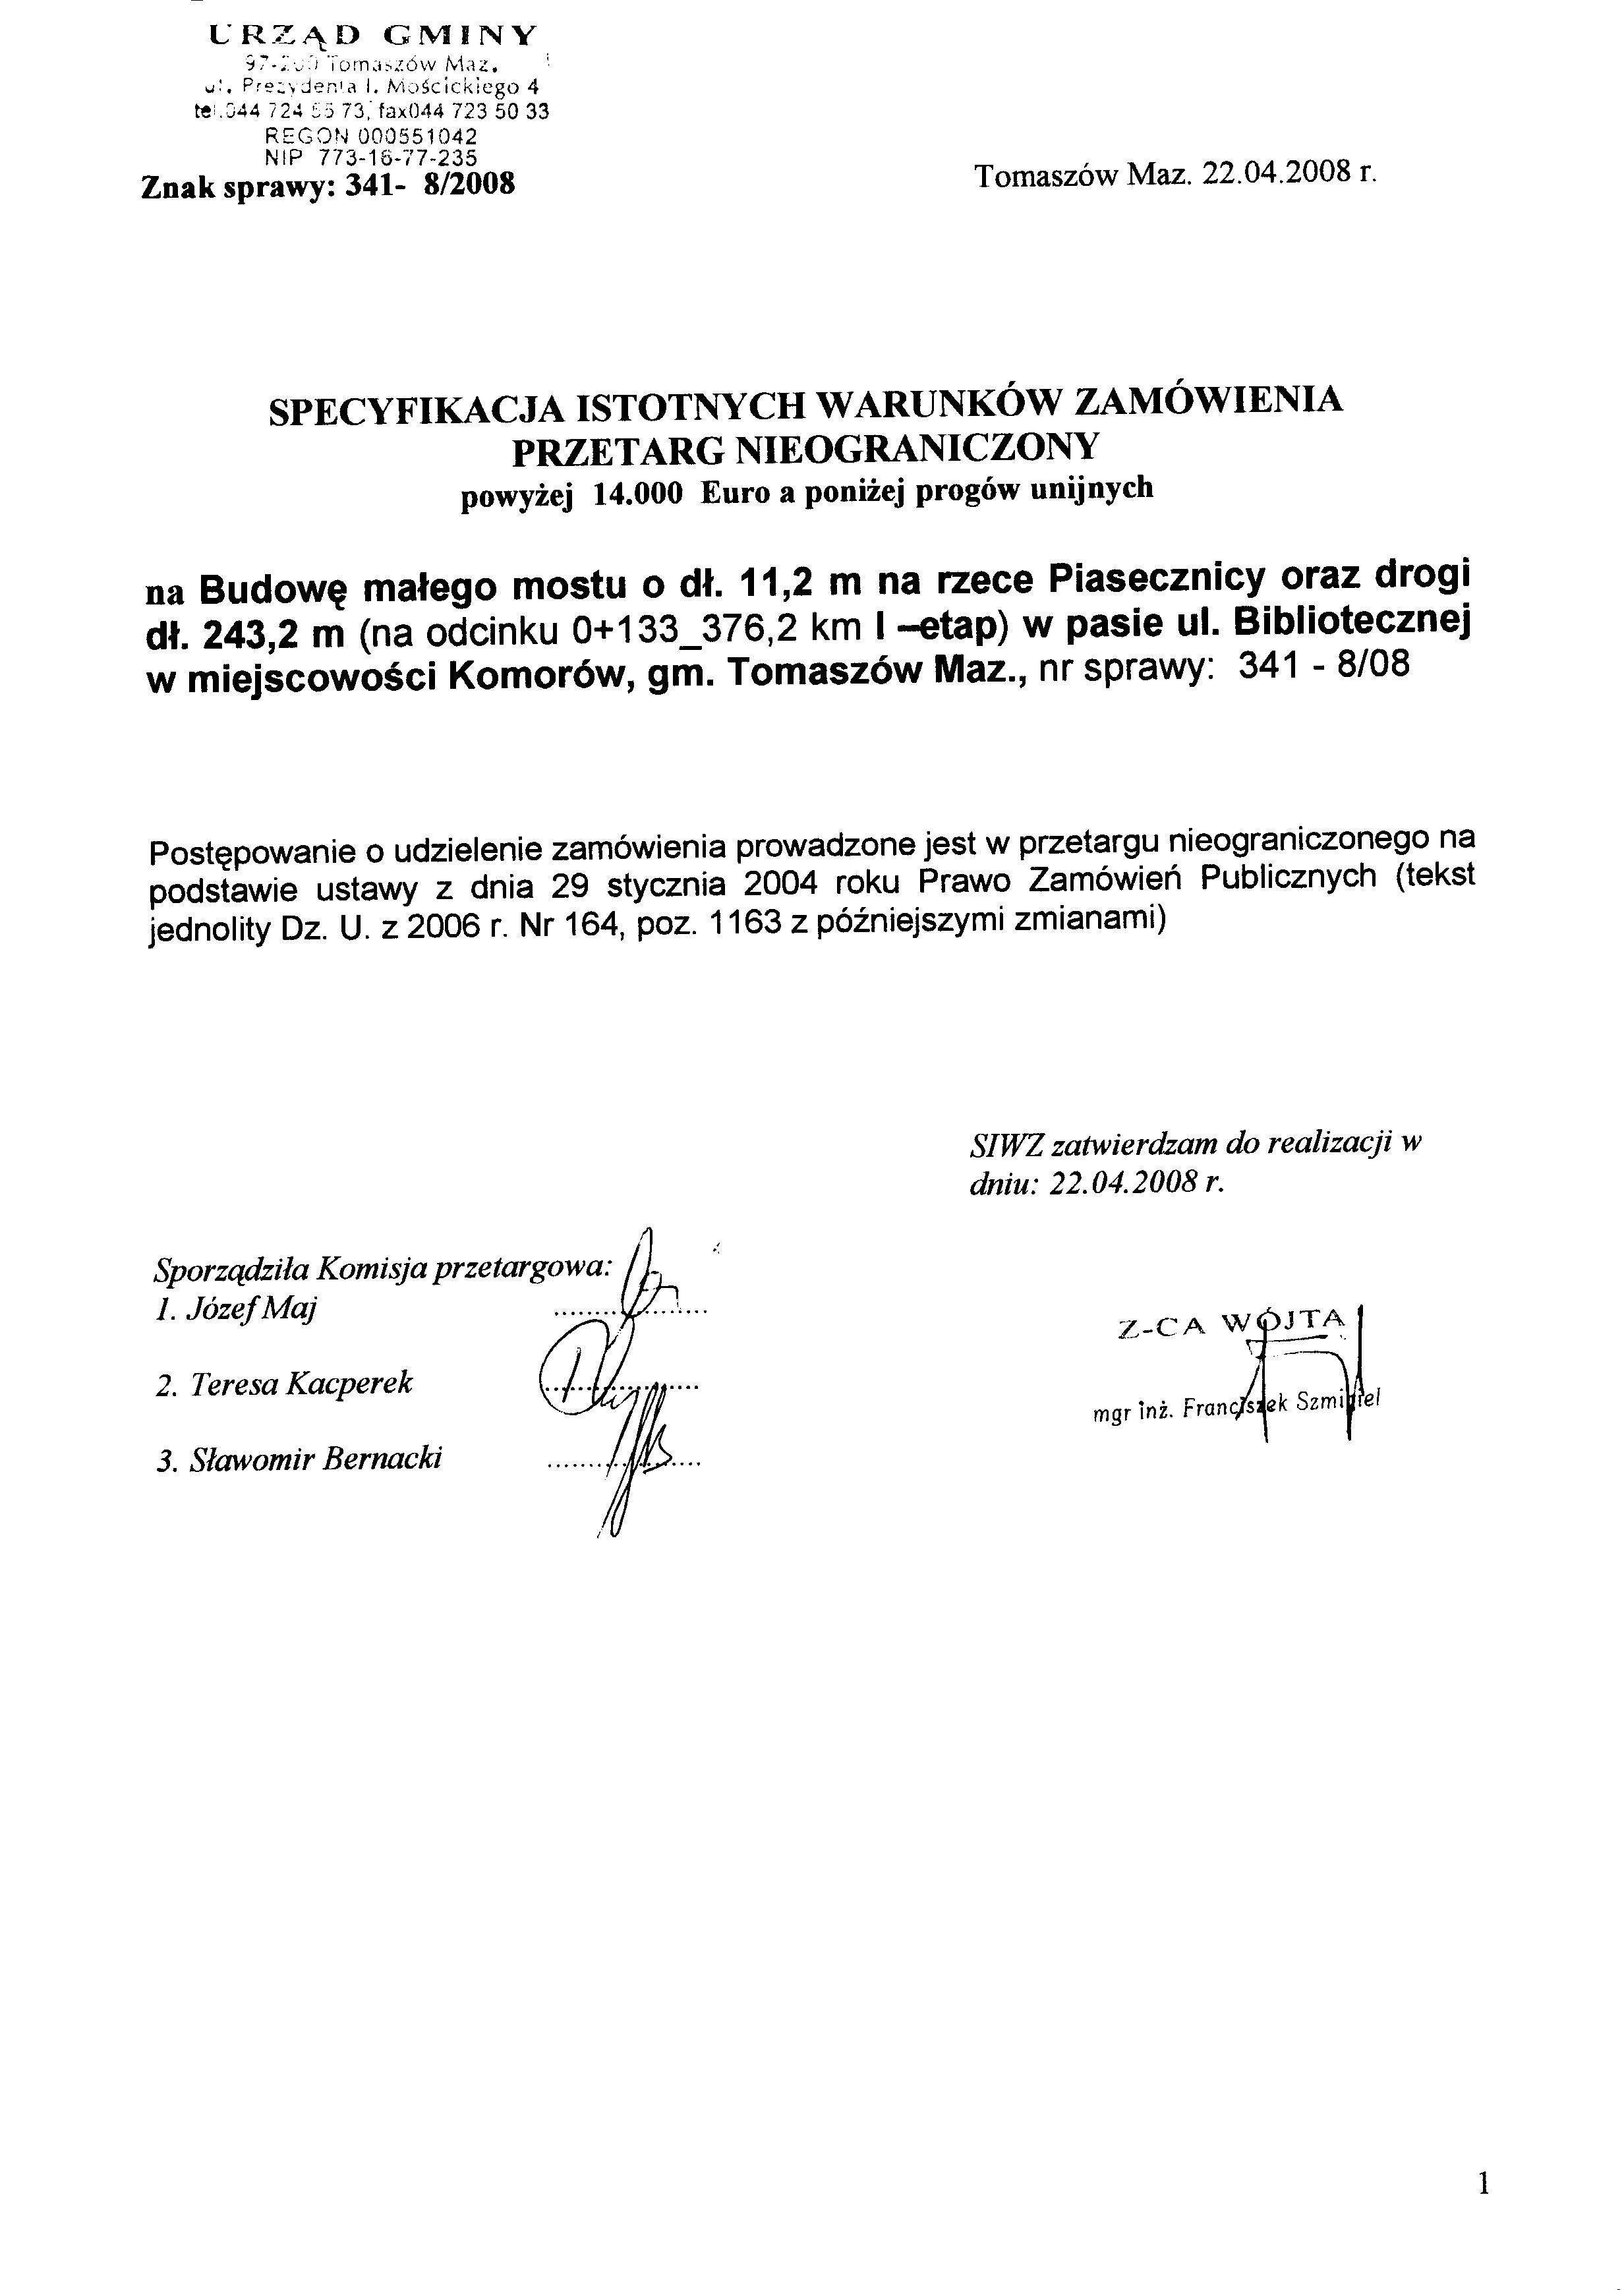 URZĄD GMINY
Tomaszów Maz.
ul. Prezydenta I. Mościckiego 4
tel.044 724 55 73, fax044 723 50 33
REGON 000551042
NIP 773-16-77-235
Znak sprawy: 341- 8/2008
Tomaszów Maz. 22.04.2008 r.
SPECYFIKACJA ISTOTNYCH WARUNKÓW ZAMÓWIENIA
PRZETARG NIEOGRANICZONY
powyżej 14.000 Euro a poniżej progów unijnych
na Budowę małego mostu o dł. 11,2 m na rzece Piasecznicy oraz drogi
dł. 243,2 m (na odcinku 0+133_376,2 km I –etap) w pasie ul. Bibliotecznej
w miejscowości Komorów, gm. Tomaszów Maz., nr sprawy: 341 - 8/08
Postępowanie o udzielenie zamówienia prowadzone jest w przetargu nieograniczonego na
podstawie ustawy z dnia 29 stycznia 2004 roku Prawo Zamówień Publicznych (tekst
jednolity Dz. U. z 2006 r. Nr 164, poz. 1163 z późniejszymi zmianami)
SIWZ zatwierdzam do realizacji w
dniu: 22.04.2008 r.
Sporządziła Komisja przetargowa:
1. Józef Maj ....................
2. Teresa Kacperek ....................
3. Sławomir Bernacki ....................
Z-CA WÓJTA
mgr inż. Franciszek
1